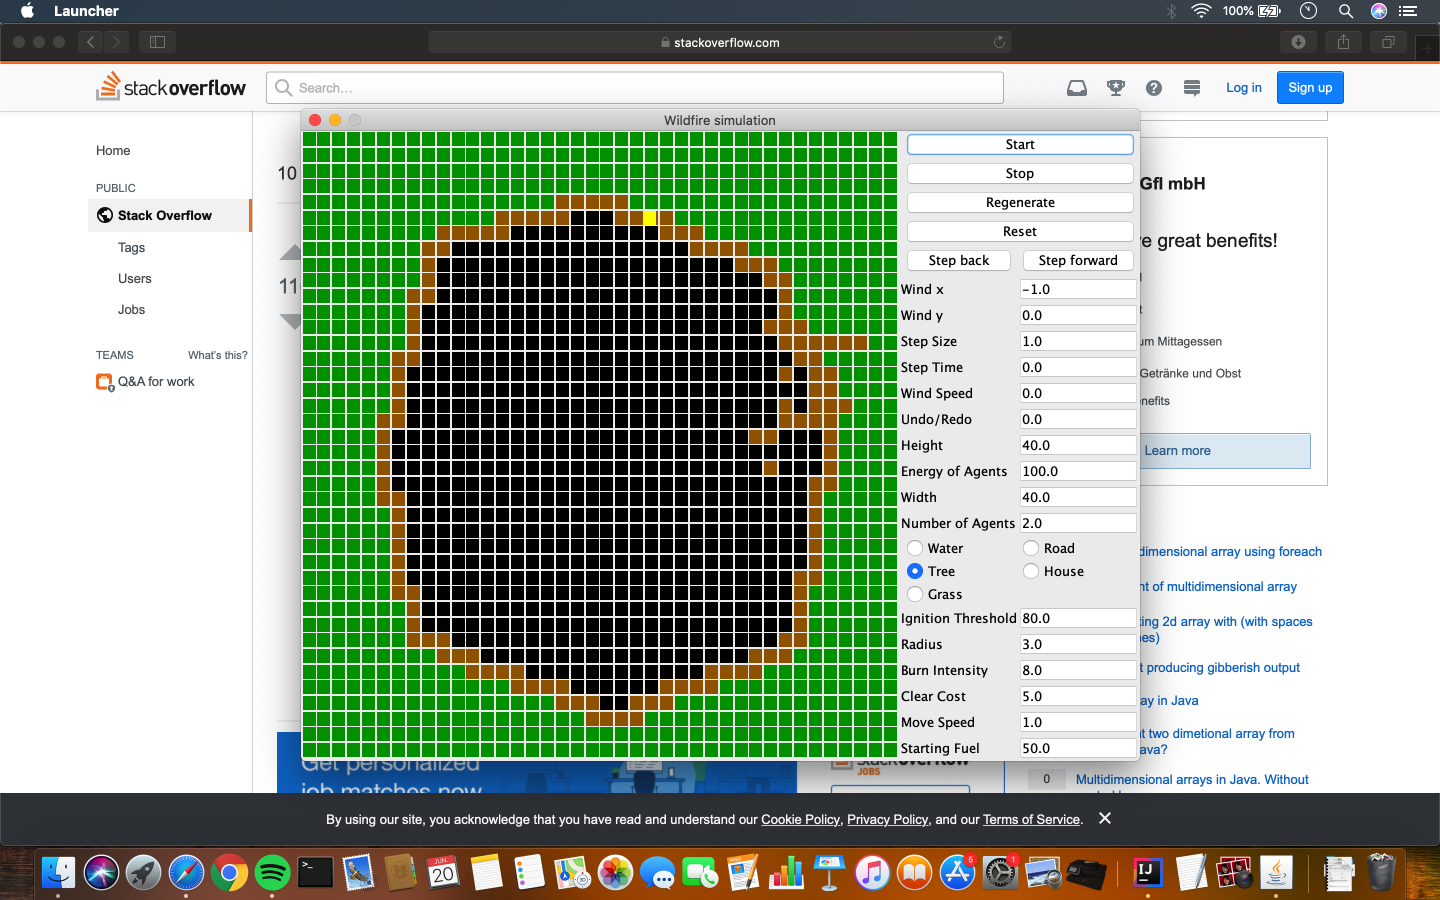 Launcher
100%
stackoverflow.com
stackoverflow
Search...
Log in
Sign up
Wildfire simulation
Home
PUBLIC
Stack Overflow
Tags
Users
Jobs
TEAMS
What's this?
Q&A for work
10
11
Start
Stop
Regenerate
Reset
Step back
Step forward
Wind x
-1.0
Wind y
0.0
Step Size
1.0
Step Time
0.0
Wind Speed
0.0
Undo/Redo
0.0
Height
40.0
Energy of Agents
100.0
Width
40.0
Number of Agents
2.0
Water
Road
Tree
House
Grass
Ignition Threshold
80.0
Radius
3.0
Burn Intensity
8.0
Clear Cost
5.0
Move Speed
1.0
Starting Fuel
50.0
GfI mbH
e great benefits!
um Mittagessen
Getränke und Obst
nefits
Learn more
dimensional array using foreach
nt of multidimensional array
ing 2d array with (with spaces
es)
t producing gibberish output
ay in Java
t two dimetional array from
ava?
0
Multidimensional arrays in Java. Without
Get personalized
job matches now
stackoverflow
JOBS
By using our site, you acknowledge that you have read and understand our Cookie Policy, Privacy Policy, and our Terms of Service.
JUN
20
5
1
IJ